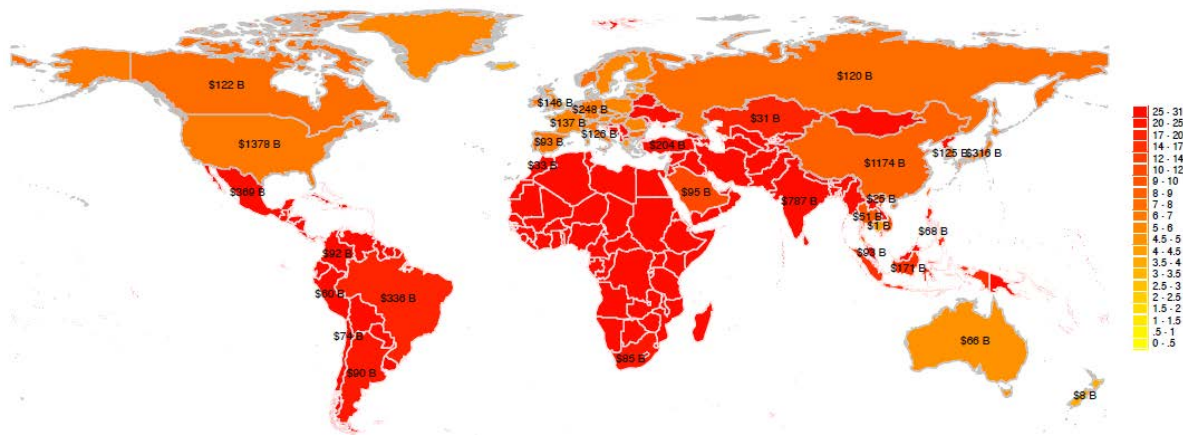 $122 B
$120 B
$146 B
$248 B
$137 B
$31 B
$126 B
$1378 B
$93 B
$204 B
$125 B
$316 B
$33 B
$1174 B
$369 B
$95 B
$787 B
$25 B
$51 B
$1 B
$68 B
$92 B
$93 B
$171 B
$60 B
$336 B
$74 B
$66 B
$85 B
$90 B
$8 B
25 - 31
20 - 25
17 - 20
14 - 17
12 - 14
10 - 12
9 - 10
8 - 9
7 - 8
6 - 7
5 - 6
4.5 - 5
4 - 4.5
3.5 - 4
3 - 3.5
2.5 - 3
2 - 2.5
1.5 - 2
1 - 1.5
.5 - 1
0 - .5